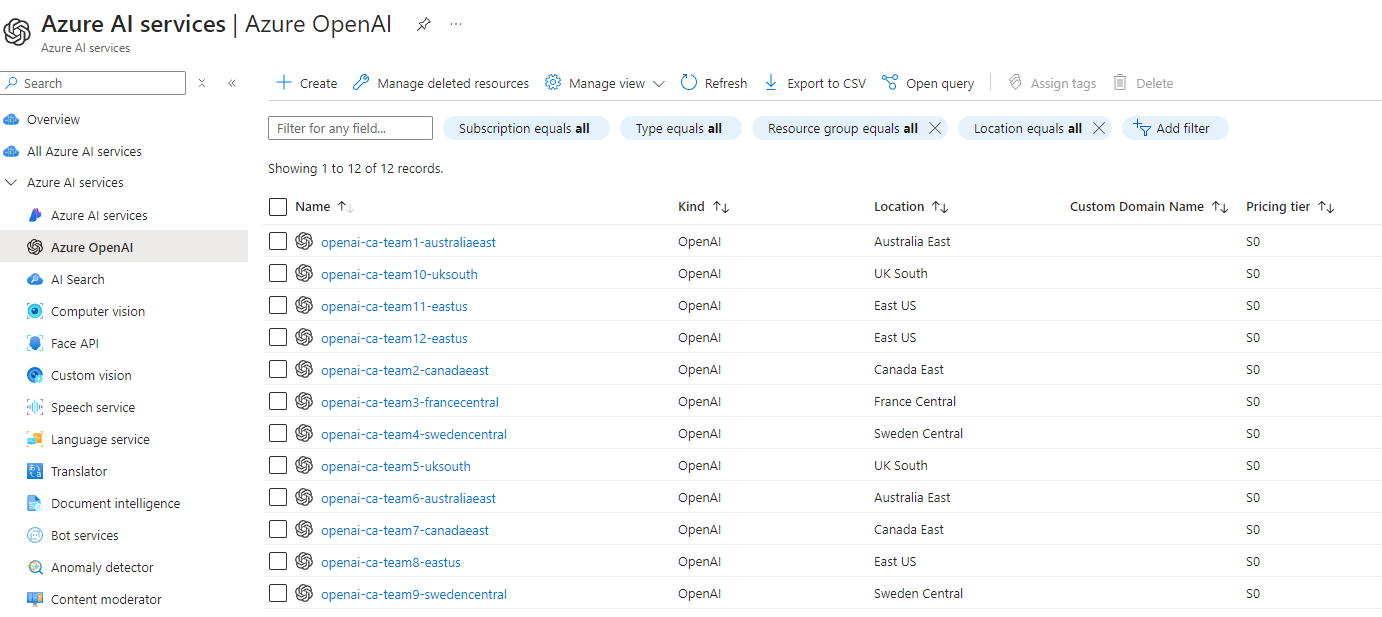 Azure AI services | Azure OpenAI
Azure AI services
Search
Overview
All Azure AI services
Azure AI services
Azure AI services
Azure OpenAI
AI Search
Computer vision
Face API
Custom vision
Speech service
Language service
Translator
Document intelligence
Bot services
Anomaly detector
Content moderator
Create Manage deleted resources Manage view Refresh Export to CSV Open query Assign tags Delete
Filter for any field... Subscription equals all Type equals all Resource group equals all Location equals all Add filter
Showing 1 to 12 of 12 records.
Name Kind Location Custom Domain Name Pricing tier
openai-ca-team1-australiaeast OpenAI Australia East S0
openai-ca-team10-uksouth OpenAI UK South S0
openai-ca-team11-eastus OpenAI East US S0
openai-ca-team12-eastus OpenAI East US S0
openai-ca-team2-canadaeast OpenAI Canada East S0
openai-ca-team3-francecentral OpenAI France Central S0
openai-ca-team4-swedencentral OpenAI Sweden Central S0
openai-ca-team5-uksouth OpenAI UK South S0
openai-ca-team6-australiaeast OpenAI Australia East S0
openai-ca-team7-canadaeast OpenAI Canada East S0
openai-ca-team8-eastus OpenAI East US S0
openai-ca-team9-swedencentral OpenAI Sweden Central S0